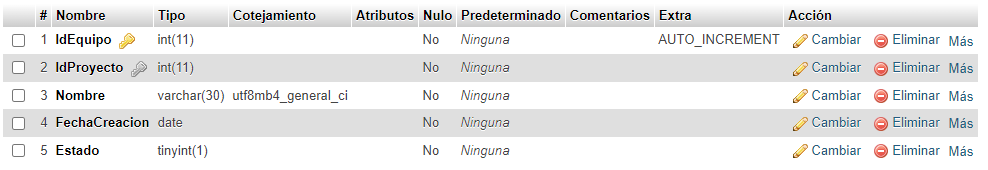 # Nombre Tipo Cotejamiento Atributos Nulo Predeterminado Comentarios Extra Acción
1 IdEquipo int(11) No Ninguna AUTO_INCREMENT Cambiar Eliminar Más
2 IdProyecto int(11) No Ninguna Cambiar Eliminar Más
3 Nombre varchar(30) utf8mb4_general_ci No Ninguna Cambiar Eliminar Más
4 FechaCreacion date No Ninguna Cambiar Eliminar Más
5 Estado tinyint(1) No Ninguna Cambiar Eliminar Más